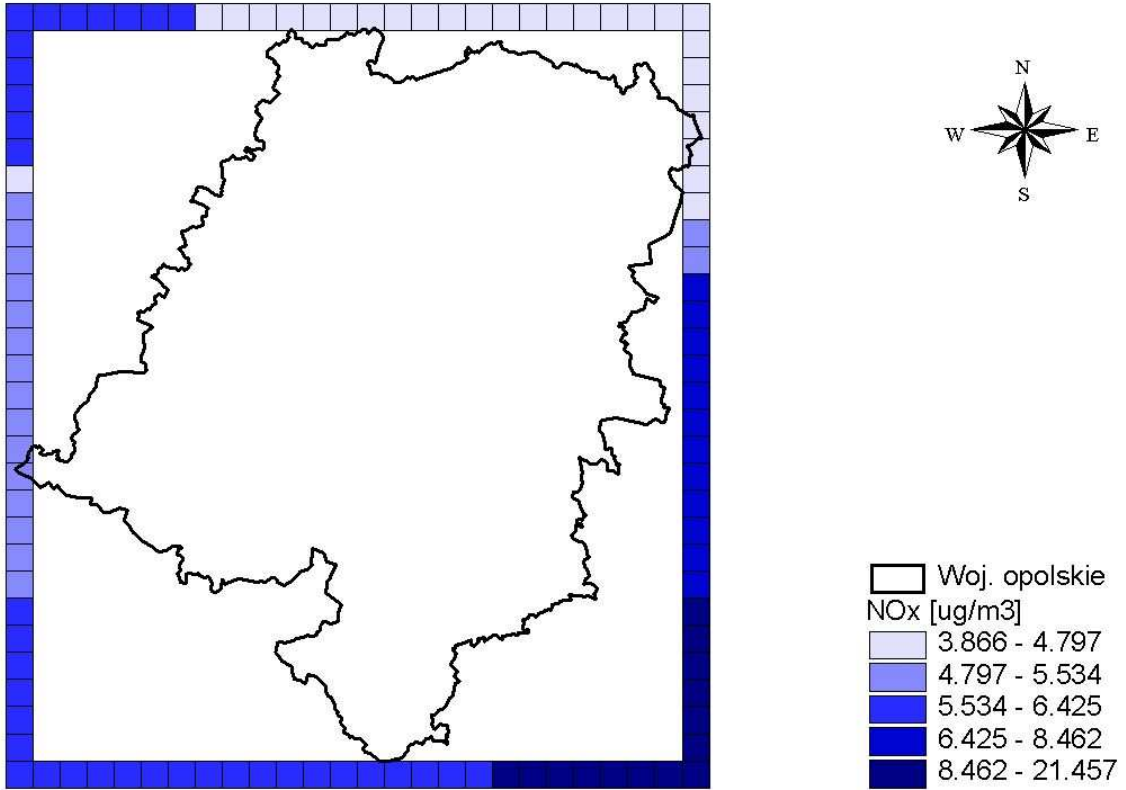 N
W E
S
Woj. opolskie
NOx [ug/m3]
3.866 - 4.797
4.797 - 5.534
5.534 - 6.425
6.425 - 8.462
8.462 - 21.457